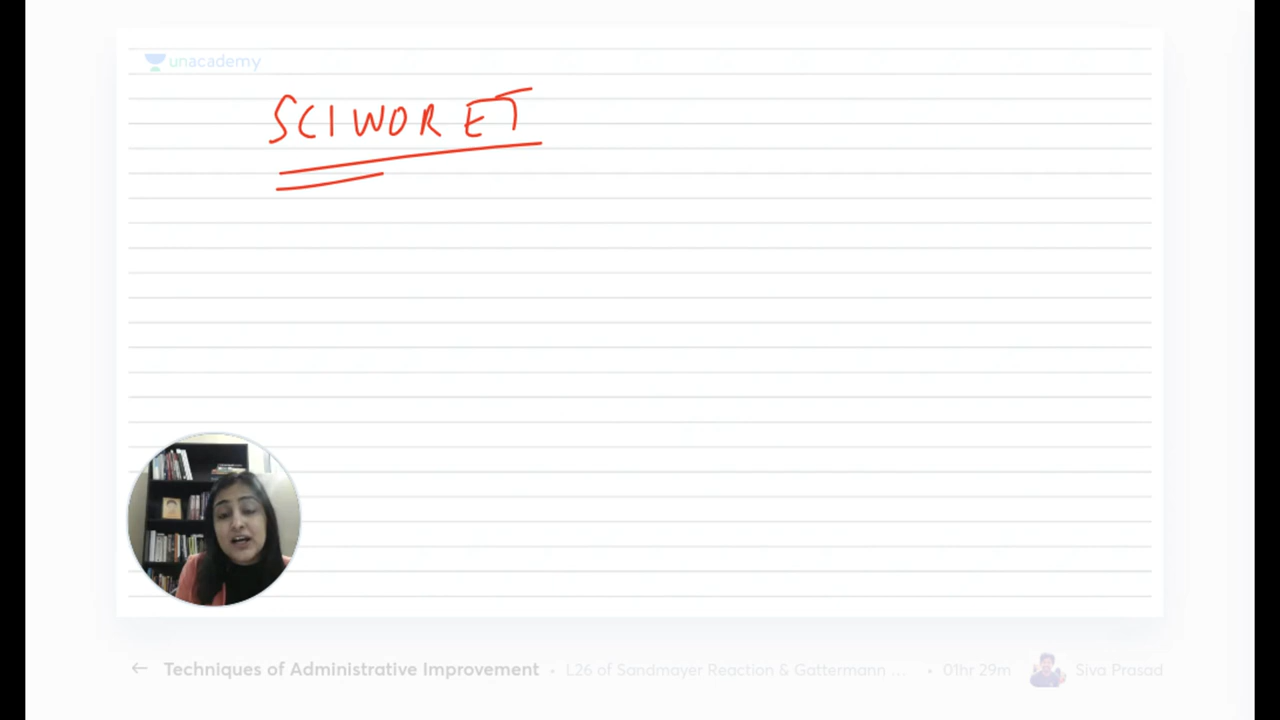 unacademy
SCIWORET
Techniques of Administrative Improvement • L26 of Sandmayer Reaction & Gattermann ... • 01hr 29m Siva Prasad